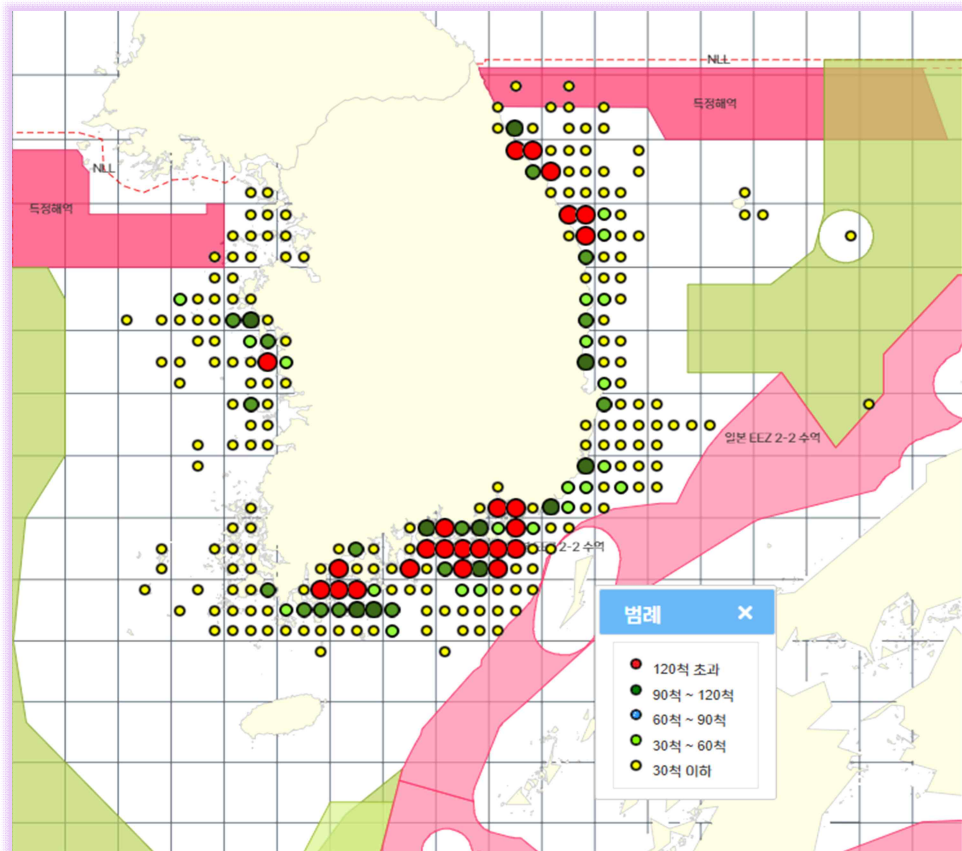 NLL
특정해역
NLL
특정해역
일본 EEZ 2-2 수역
EEZ 2-2 수역
범례 ×
120척 초과
90척 ~ 120척
60척 ~ 90척
30척 ~ 60척
30척 이하